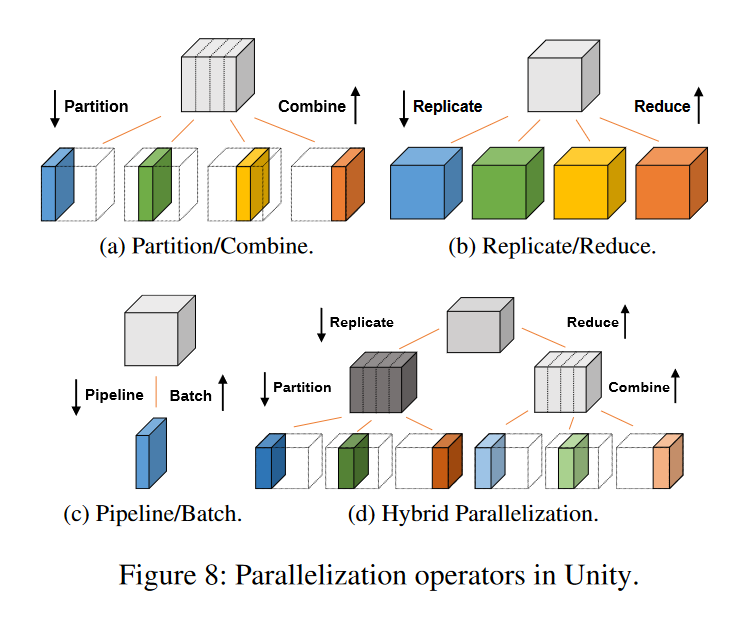 Partition
Combine
Replicate
Reduce
(a) Partition/Combine.
(b) Replicate/Reduce.
Replicate
Reduce
Pipeline
Batch
Partition
Combine
(c) Pipeline/Batch.
(d) Hybrid Parallelization.
Figure 8: Parallelization operators in Unity.